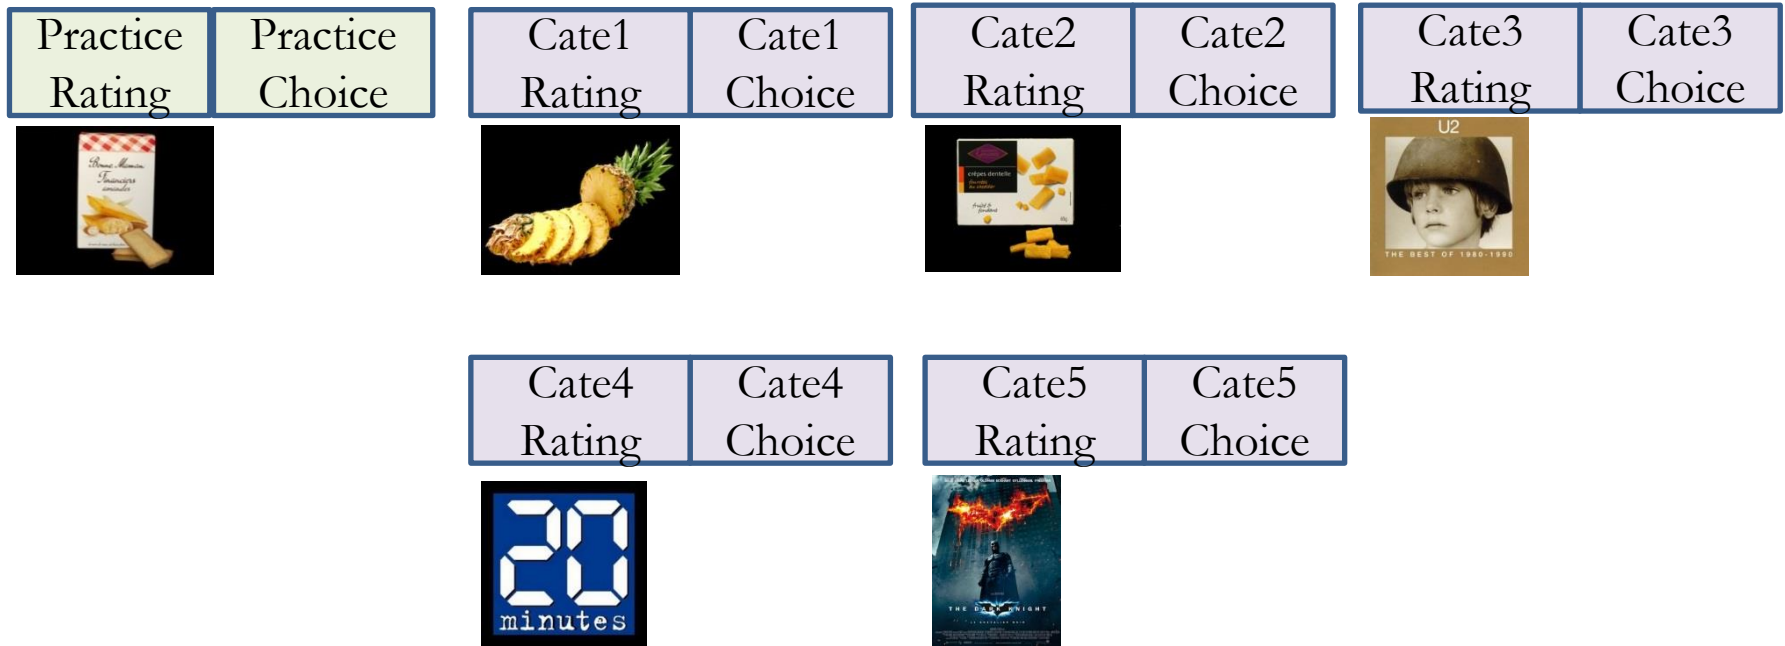 Practice Rating
Practice Choice
Cate1 Rating
Cate1 Choice
Cate2 Rating
Cate2 Choice
Cate3 Rating
Cate3 Choice
Bonne Maman
Financiers
crêpes dentelle
U2
THE BEST OF 1980-1990
Cate4 Rating
Cate4 Choice
Cate5 Rating
Cate5 Choice
20
minutes
THE DARK KNIGHT